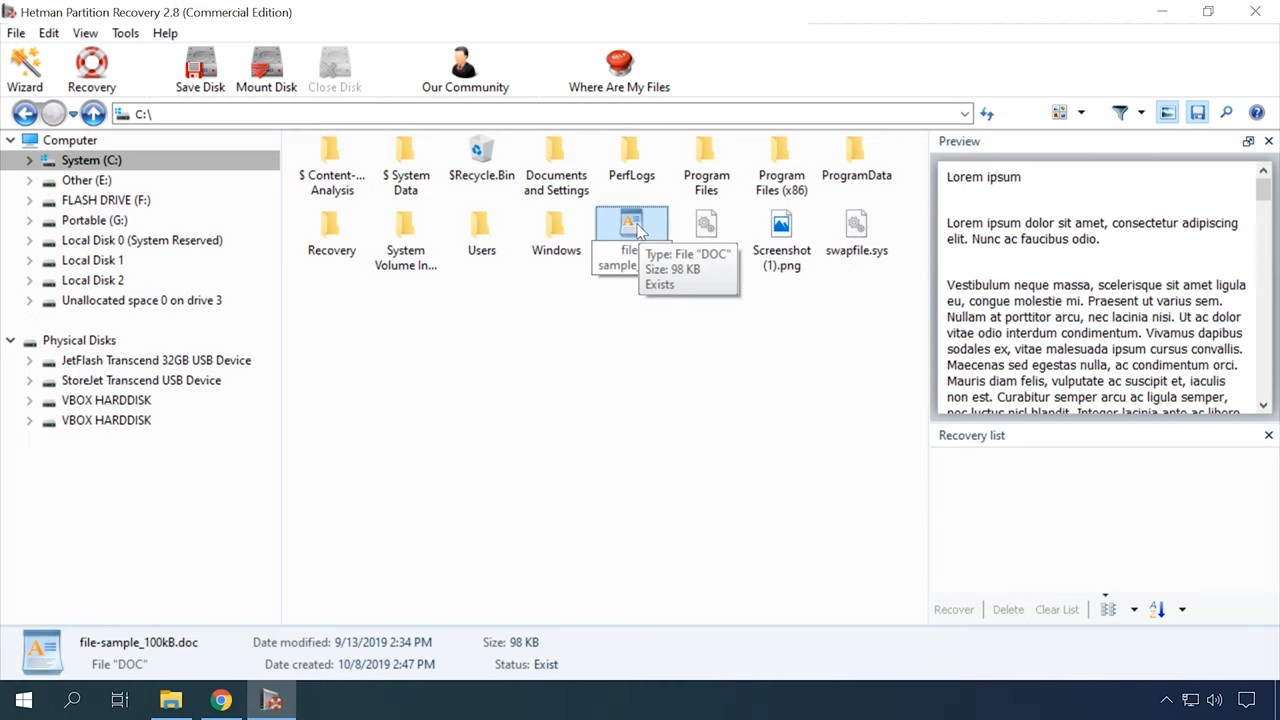 Hetman Partition Recovery 2.8 (Commercial Edition)
File Edit View Tools Help
Wizard Recovery Save Disk Mount Disk Close Disk Our Community Where Are My Files
C:\
Computer
System (C:)
Other (E:)
FLASH DRIVE (F:)
Portable (G:)
Local Disk 0 (System Reserved)
Local Disk 1
Local Disk 2
Unallocated space 0 on drive 3
Physical Disks
JetFlash Transcend 32GB USB Device
StoreJet Transcend USB Device
VBOX HARDDISK
VBOX HARDDISK
$ Content-... $ System $Recycle.Bin Documents PerfLogs Program Program ProgramData
Analysis Data and Settings Files Files (x86)
Recovery System Users Windows file Screenshot swapfile.sys
Volume In... sample_ (1).png
Type: File "DOC"
Size: 98 KB
Exists
Preview
Lorem ipsum
Lorem ipsum dolor sit amet, consectetur adipiscing
elit. Nunc ac faucibus odio.
Vestibulum neque massa, scelerisque sit amet ligula
eu, congue molestie mi. Praesent ut varius sem.
Nullam at porttitor arcu, nec lacinia nisi. Ut ac dolor
vitae odio interdum condimentum. Vivamus dapibus
sodales ex, vitae malesuada ipsum cursus convallis.
Maecenas sed egestas nulla, ac condimentum orci.
Mauris diam felis, vulputate ac suscipit et, iaculis
non est. Curabitur semper arcu ac ligula semper,
nec luctus nisl blandit. Integer lacinia ante ac libero
Recovery list
Recover Delete Clear List
file-sample_100kB.doc Date modified: 9/13/2019 2:34 PM Size: 98 KB
File "DOC" Date created: 10/8/2019 2:47 PM Status: Exist